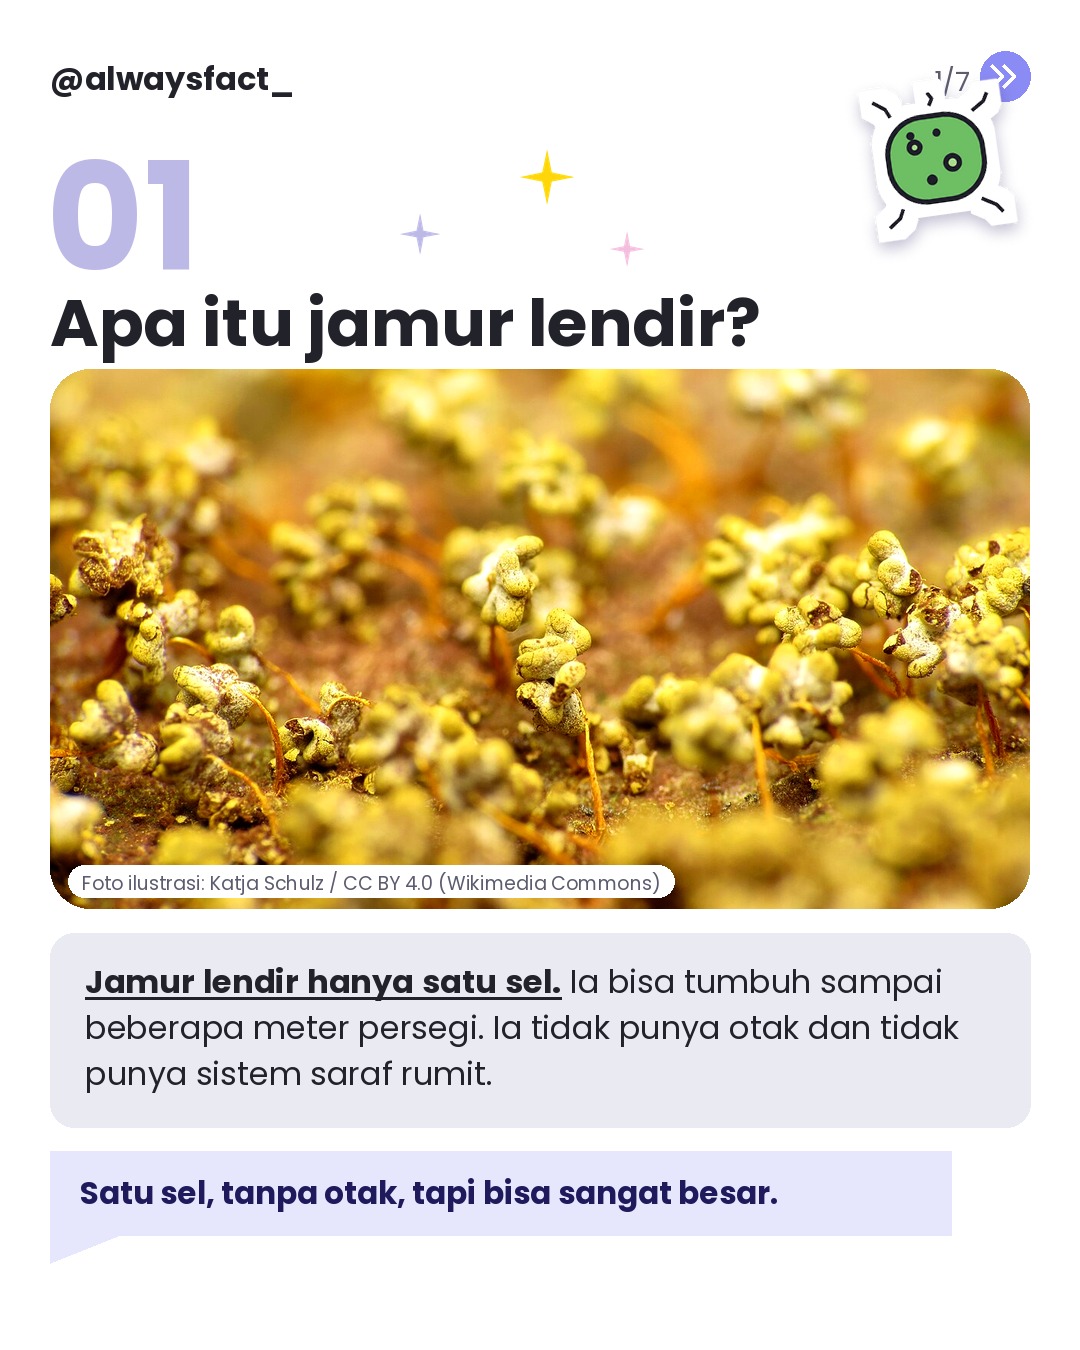 @alwaysfact_
1/7
01
Apa itu jamur lendir?
Foto ilustrasi: Katja Schulz / CC BY 4.0 (Wikimedia Commons)
Jamur lendir hanya satu sel. Ia bisa tumbuh sampai
beberapa meter persegi. Ia tidak punya otak dan tidak
punya sistem saraf rumit.
Satu sel, tanpa otak, tapi bisa sangat besar.